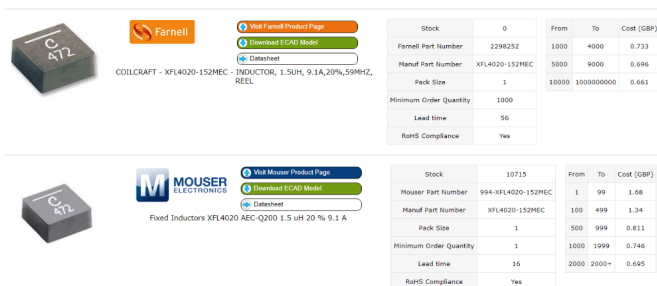 C
472
Farnell
Visit Farnell Product Page
Download ECAD Model
Datasheet
COILCRAFT - XFL4020-152MEC - INDUCTOR, 1.5UH, 9.1A,20%,59MHZ,
REEL
Stock 0
Farnell Part Number 2298252
Manuf Part Number XFL4020-152MEC
Pack Size 1
Minimum Order Quantity 1000
Lead time 56
RoHS Compliance Yes
From To Cost (GBP)
1000 4000 0.733
5000 9000 0.696
10000 1000000000 0.661
C
472
M MOUSER
ELECTRONICS
Visit Mouser Product Page
Download ECAD Model
Datasheet
Fixed Inductors XFL4020 AEC-Q200 1.5 uH 20 % 9.1 A
Stock 10715
Mouser Part Number 994-XFL4020-152MEC
Manuf Part Number XFL4020-152MEC
Pack Size 1
Minimum Order Quantity 1
Lead time 16
RoHS Compliance Yes
From To Cost (GBP)
1 99 1.68
100 499 1.34
500 999 0.811
1000 1999 0.746
2000 2000+ 0.695